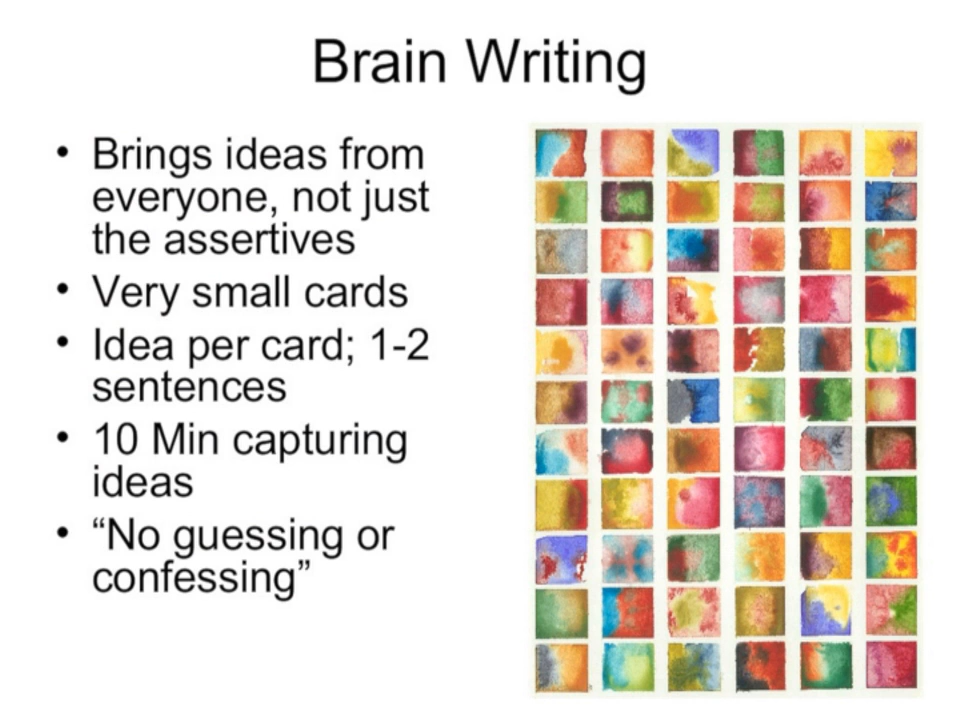 Brain Writing
• Brings ideas from
everyone, not just
the assertives
• Very small cards
• Idea per card; 1-2
sentences
• 10 Min capturing
ideas
• “No guessing or
confessing”